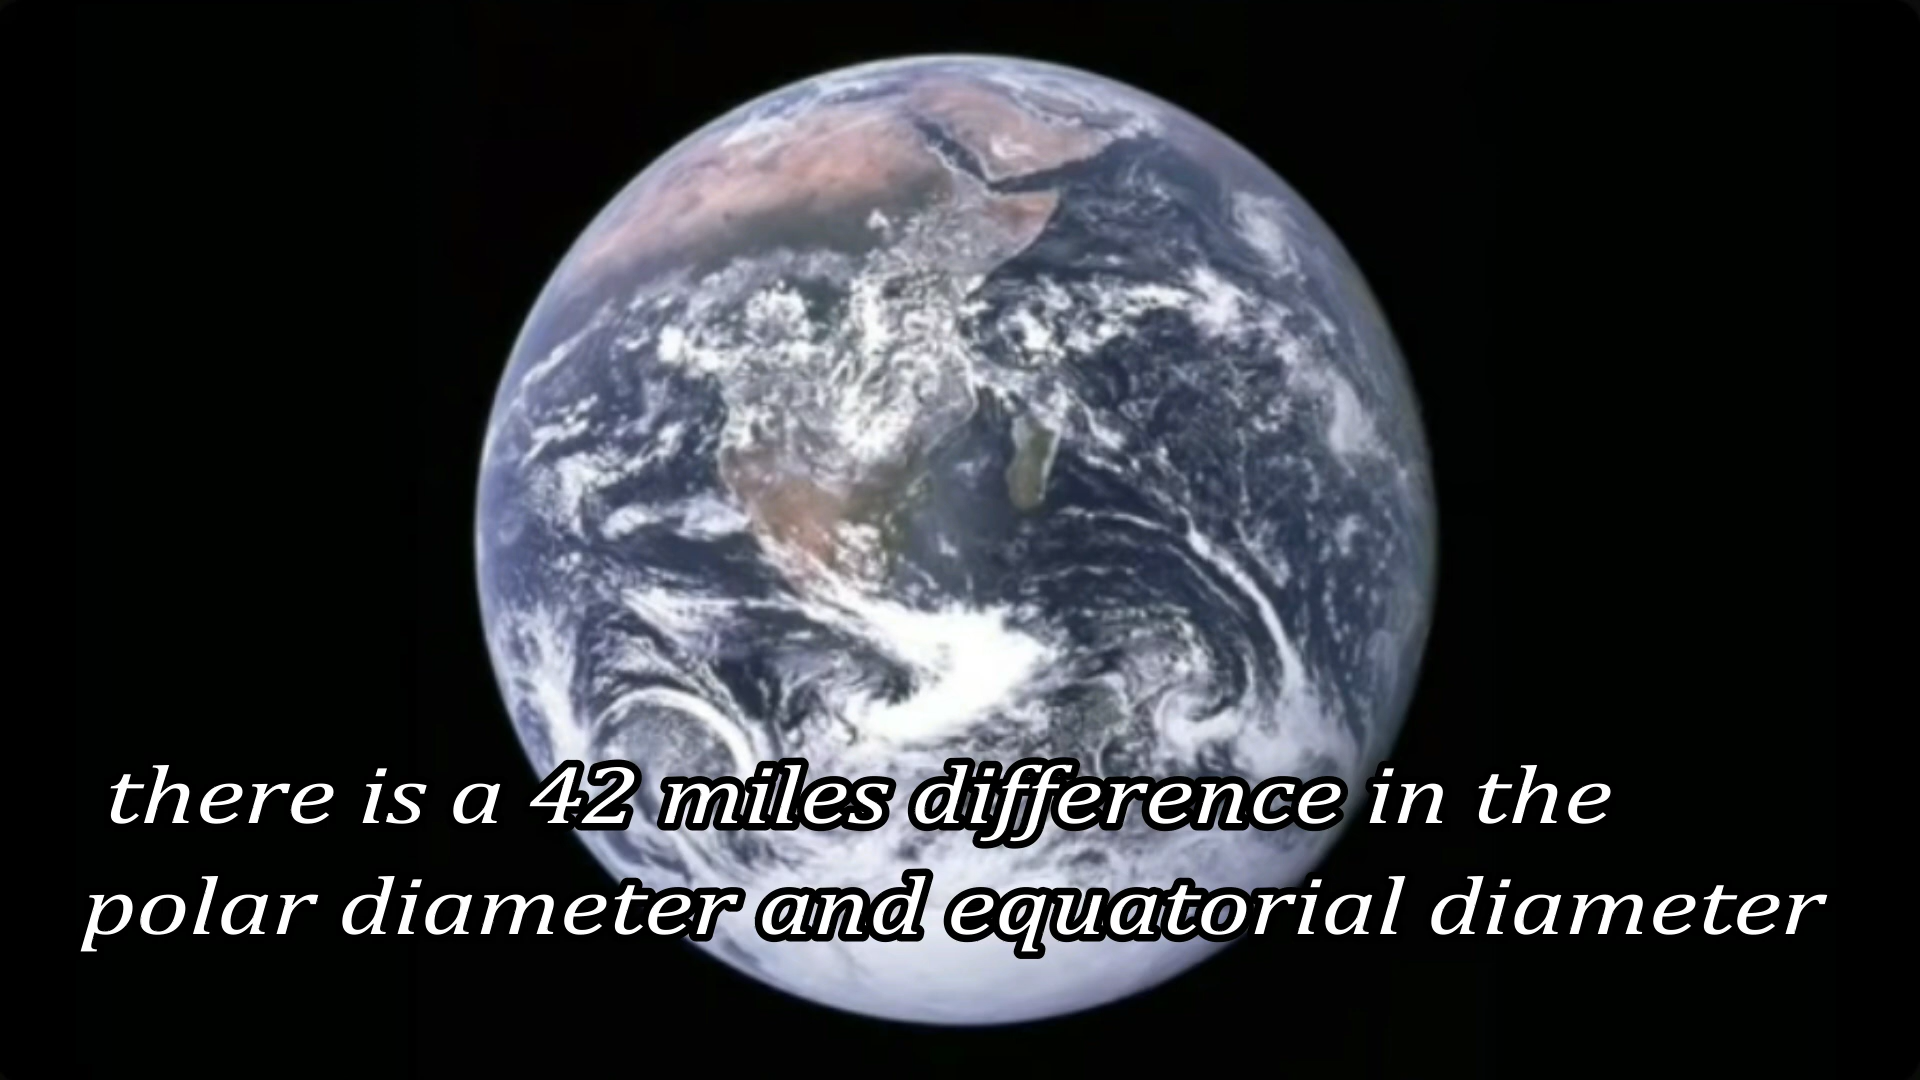 there is a 42 miles difference in the
polar diameter and equatorial diameter